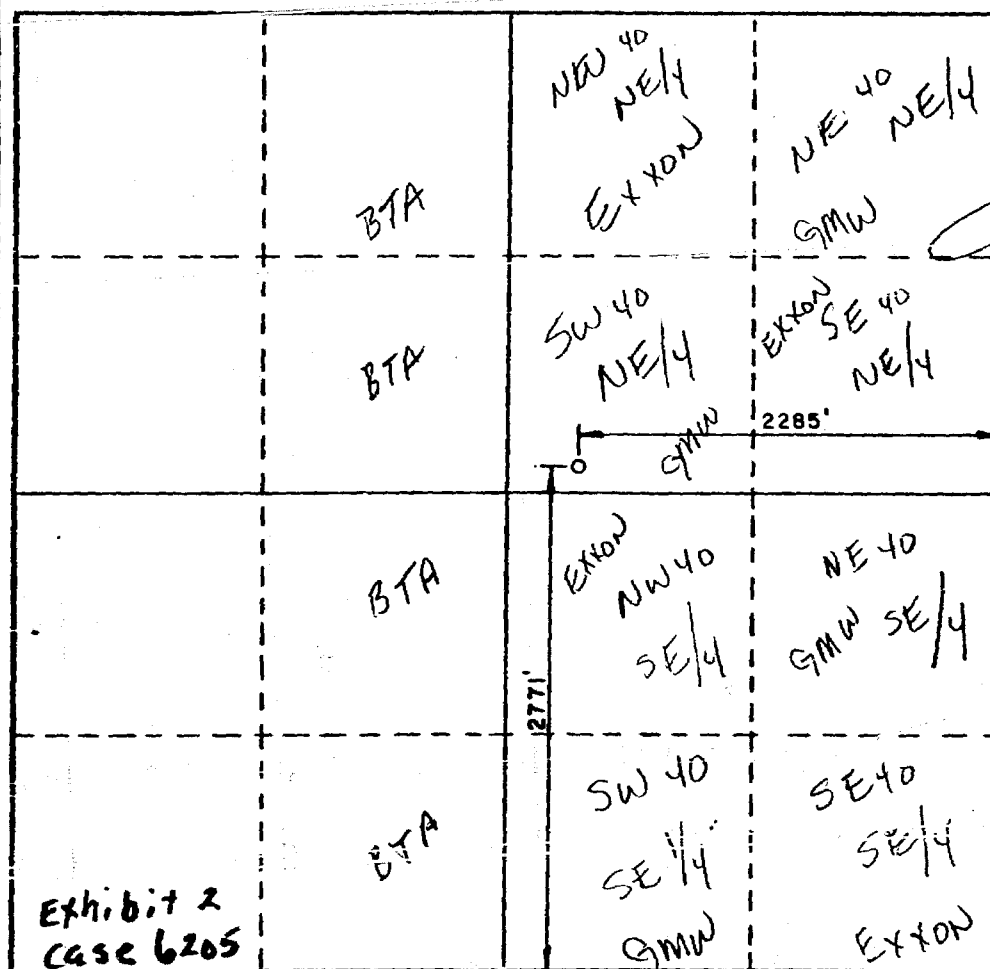 NW 40
NE/4
EXXON
NE 40
NE/4
GMW
BTA
BTA
SW 40
NE/4
GMW
EXXON
SE 40
NE/4
2285'
BTA
EXXON
NW 40
SE/4
NE 40
GMW SE/4
2771'
BTA
SW 40
SE 1/4
GMW
SE 40
SE/4
EXXON
Exhibit 2
case 6205